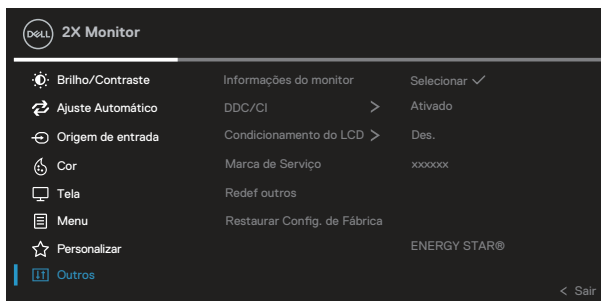 DELL
2X Monitor
Brilho/Contraste
Informações do monitor
Selecionar
Ajuste Automático
DDC/CI
Ativado
Origem de entrada
Condicionamento do LCD
Des.
Cor
Marca de Serviço
xxxxxx
Tela
Redef outros
Menu
Restaurar Config. de Fábrica
Personalizar
ENERGY STAR®
Outros
< Sair